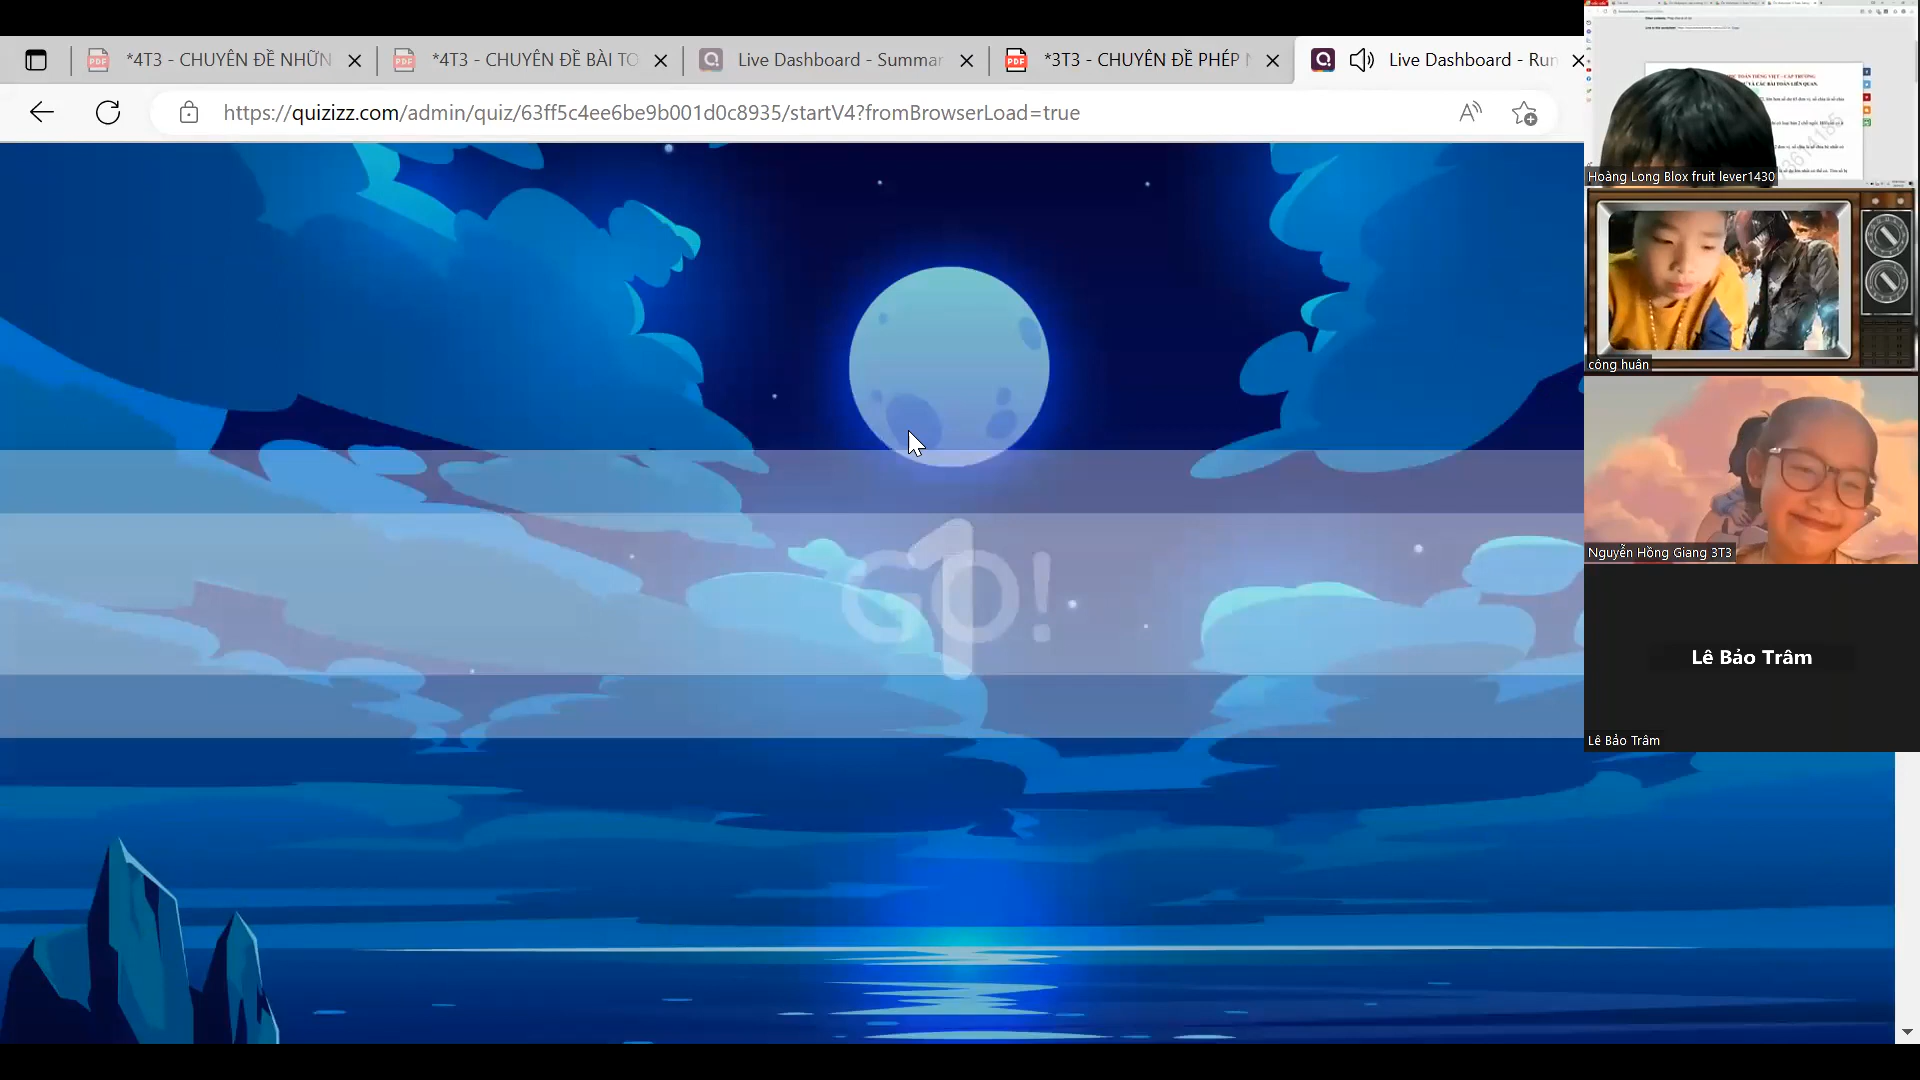 *4T3 - CHUYÊN ĐỀ NHỮN
*4T3 - CHUYÊN ĐỀ BÀI TO
Live Dashboard - Summar
*3T3 - CHUYÊN ĐỀ PHÉP
Live Dashboard - Run
https://quizizz.com/admin/quiz/63ff5c4ee6be9b001d0c8935/startV4?fromBrowserLoad=true
GO!
1
Hoàng Long Blox fruit lever1430
công huân
Nguyễn Hồng Giang 3T3
Lê Bảo Trâm
Lê Bảo Trâm